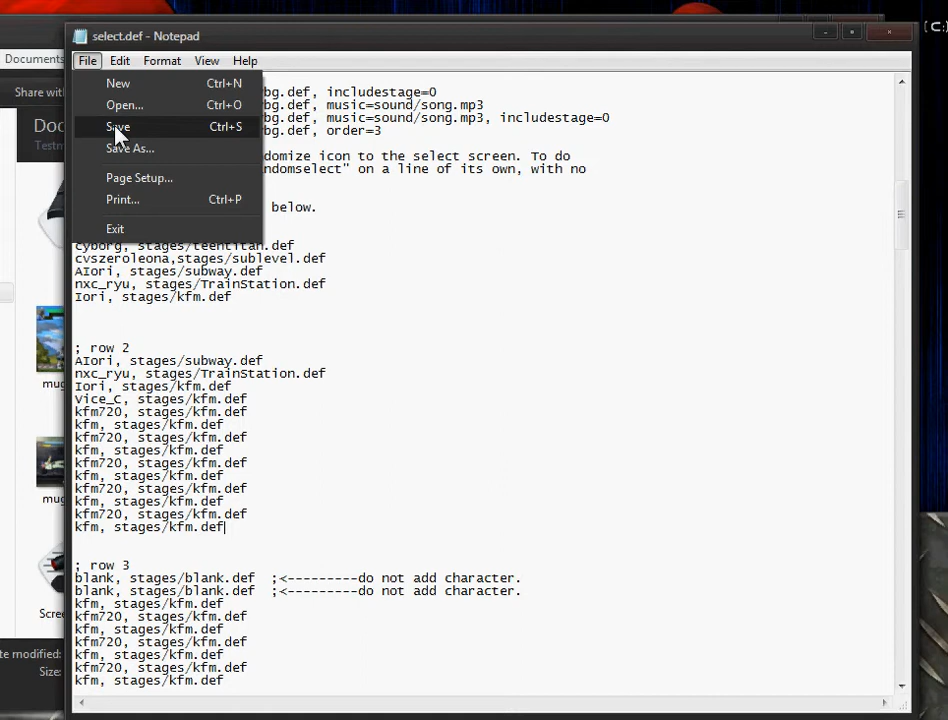 (C:)
select.def - Notepad
Documents
File Edit Format View Help
Share with
New Ctrl+N
Open... Ctrl+O
Save Ctrl+S
Save As...
Page Setup...
Print... Ctrl+P
Exit
bg.def, includestage=0
music=sound/song.mp3
bg.def, music=sound/song.mp3, includestage=0
bg.def, order=3
domize icon to the select screen. To do
andomselect" on a line of its own, with no
below.
cyborg, stages/teentitan.def
cvszeroleona,stages/sublevel.def
AIori, stages/subway.def
nxc_ryu, stages/TrainStation.def
Iori, stages/kfm.def
; row 2
AIori, stages/subway.def
nxc_ryu, stages/TrainStation.def
Iori, stages/kfm.def
Vice_C, stages/kfm.def
kfm720, stages/kfm.def
kfm, stages/kfm.def
kfm720, stages/kfm.def
kfm, stages/kfm.def
kfm720, stages/kfm.def
kfm, stages/kfm.def
kfm720, stages/kfm.def
kfm, stages/kfm.def
kfm720, stages/kfm.def
kfm, stages/kfm.def
; row 3
blank, stages/blank.def ;<---------do not add character.
blank, stages/blank.def ;<---------do not add character.
kfm, stages/kfm.def
kfm720, stages/kfm.def
kfm, stages/kfm.def
kfm720, stages/kfm.def
kfm, stages/kfm.def
kfm720, stages/kfm.def
kfm, stages/kfm.def
Doc
Testm
mug
mug
Scree
te modified:
Size: